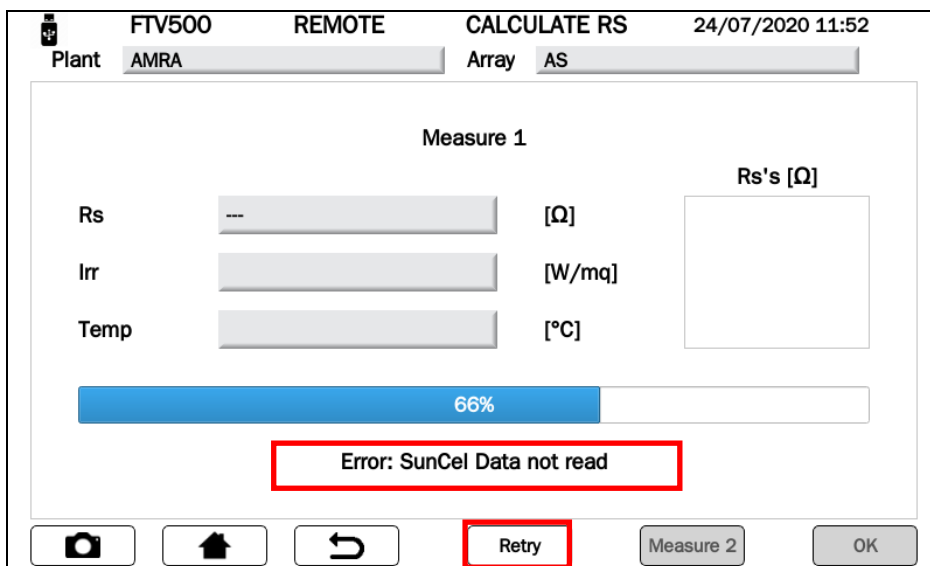 FTV500 REMOTE CALCULATE RS 24/07/2020 11:52
Plant AMRA Array AS
Measure 1
Rs's [Ω]
Rs --- [Ω]
Irr [W/mq]
Temp [°C]
66%
Error: SunCel Data not read
Retry Measure 2 OK